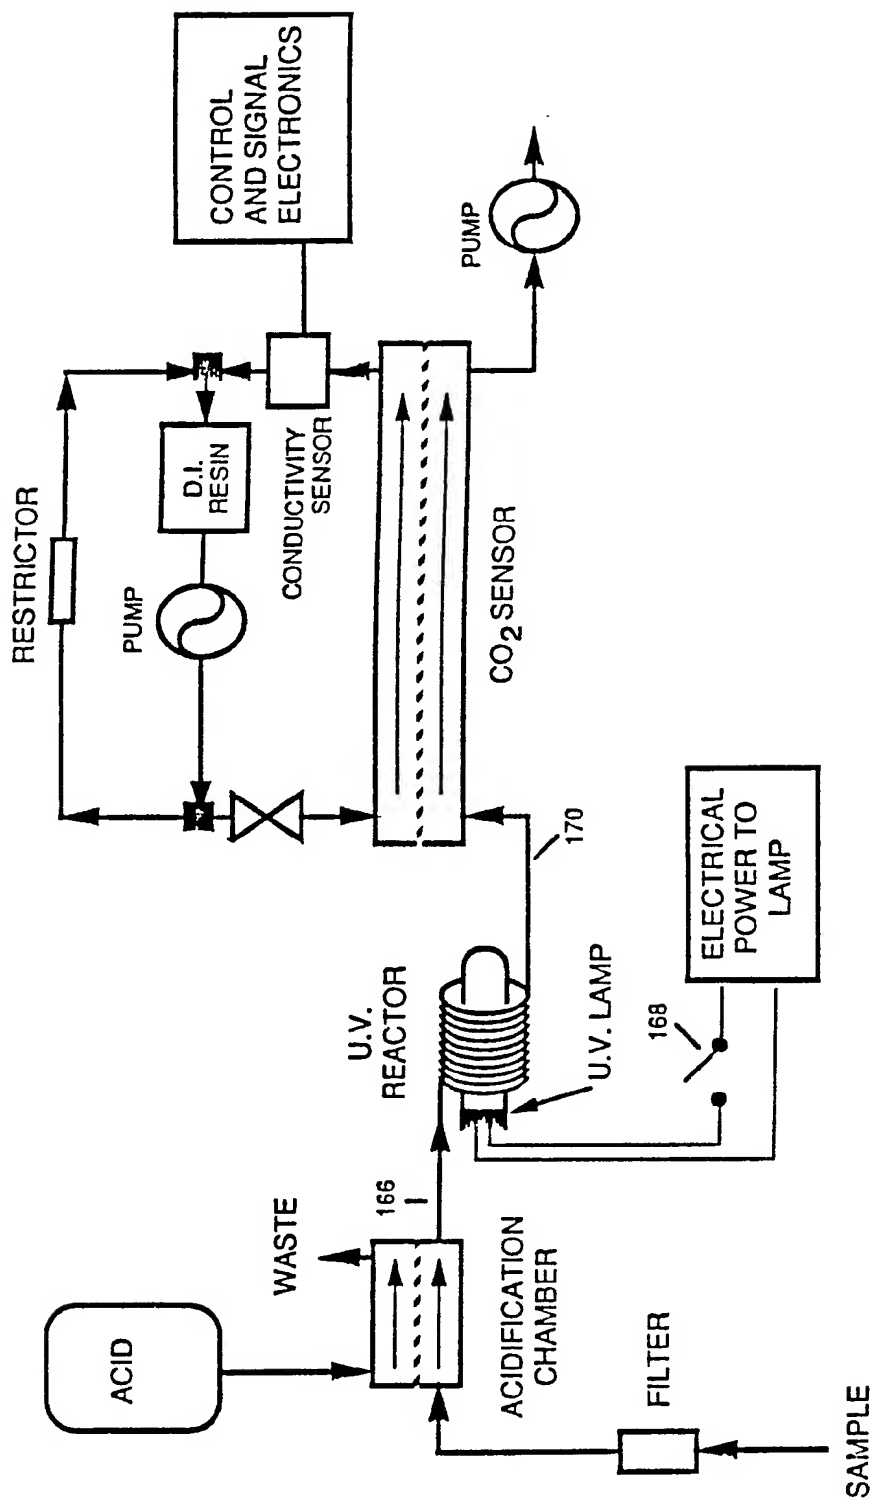 CONTROL
AND SIGNAL
ELECTRONICS
PUMP
RESTRICTOR
D.I.
RESIN
PUMP
CONDUCTIVITY
SENSOR
CO2 SENSOR
170
ELECTRICAL
POWER TO
LAMP
U.V.
REACTOR
U.V. LAMP
168
166
WASTE
ACID
ACIDIFICATION
CHAMBER
FILTER
SAMPLE